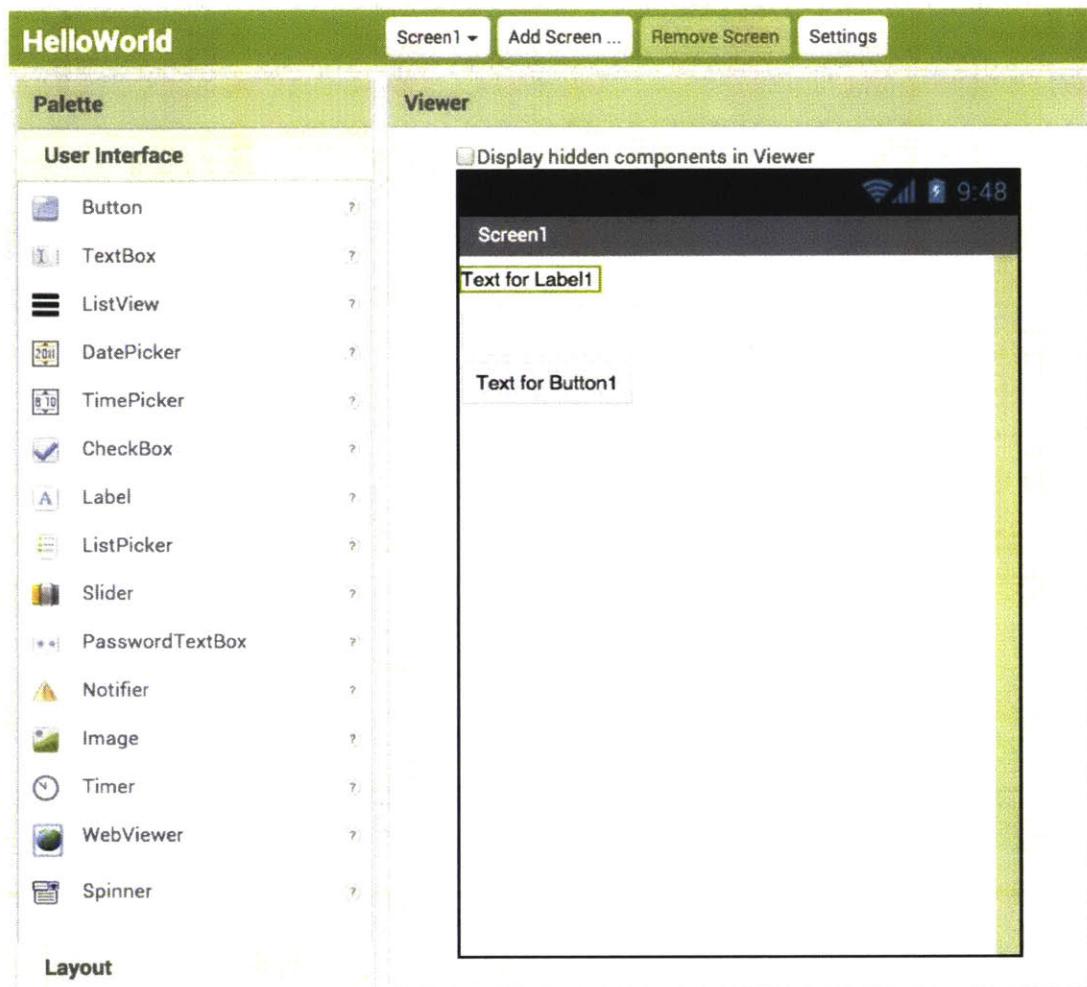 HelloWorld
Screen1 Add Screen ... Remove Screen Settings
Palette
Viewer
User Interface
Display hidden components in Viewer
Button ?
TextBox ?
ListView ?
DatePicker ?
TimePicker ?
CheckBox ?
Label ?
ListPicker ?
Slider ?
PasswordTextBox ?
Notifier ?
Image ?
Timer ?
WebViewer ?
Spinner ?
Layout
9:48
Screen1
Text for Label1
Text for Button1